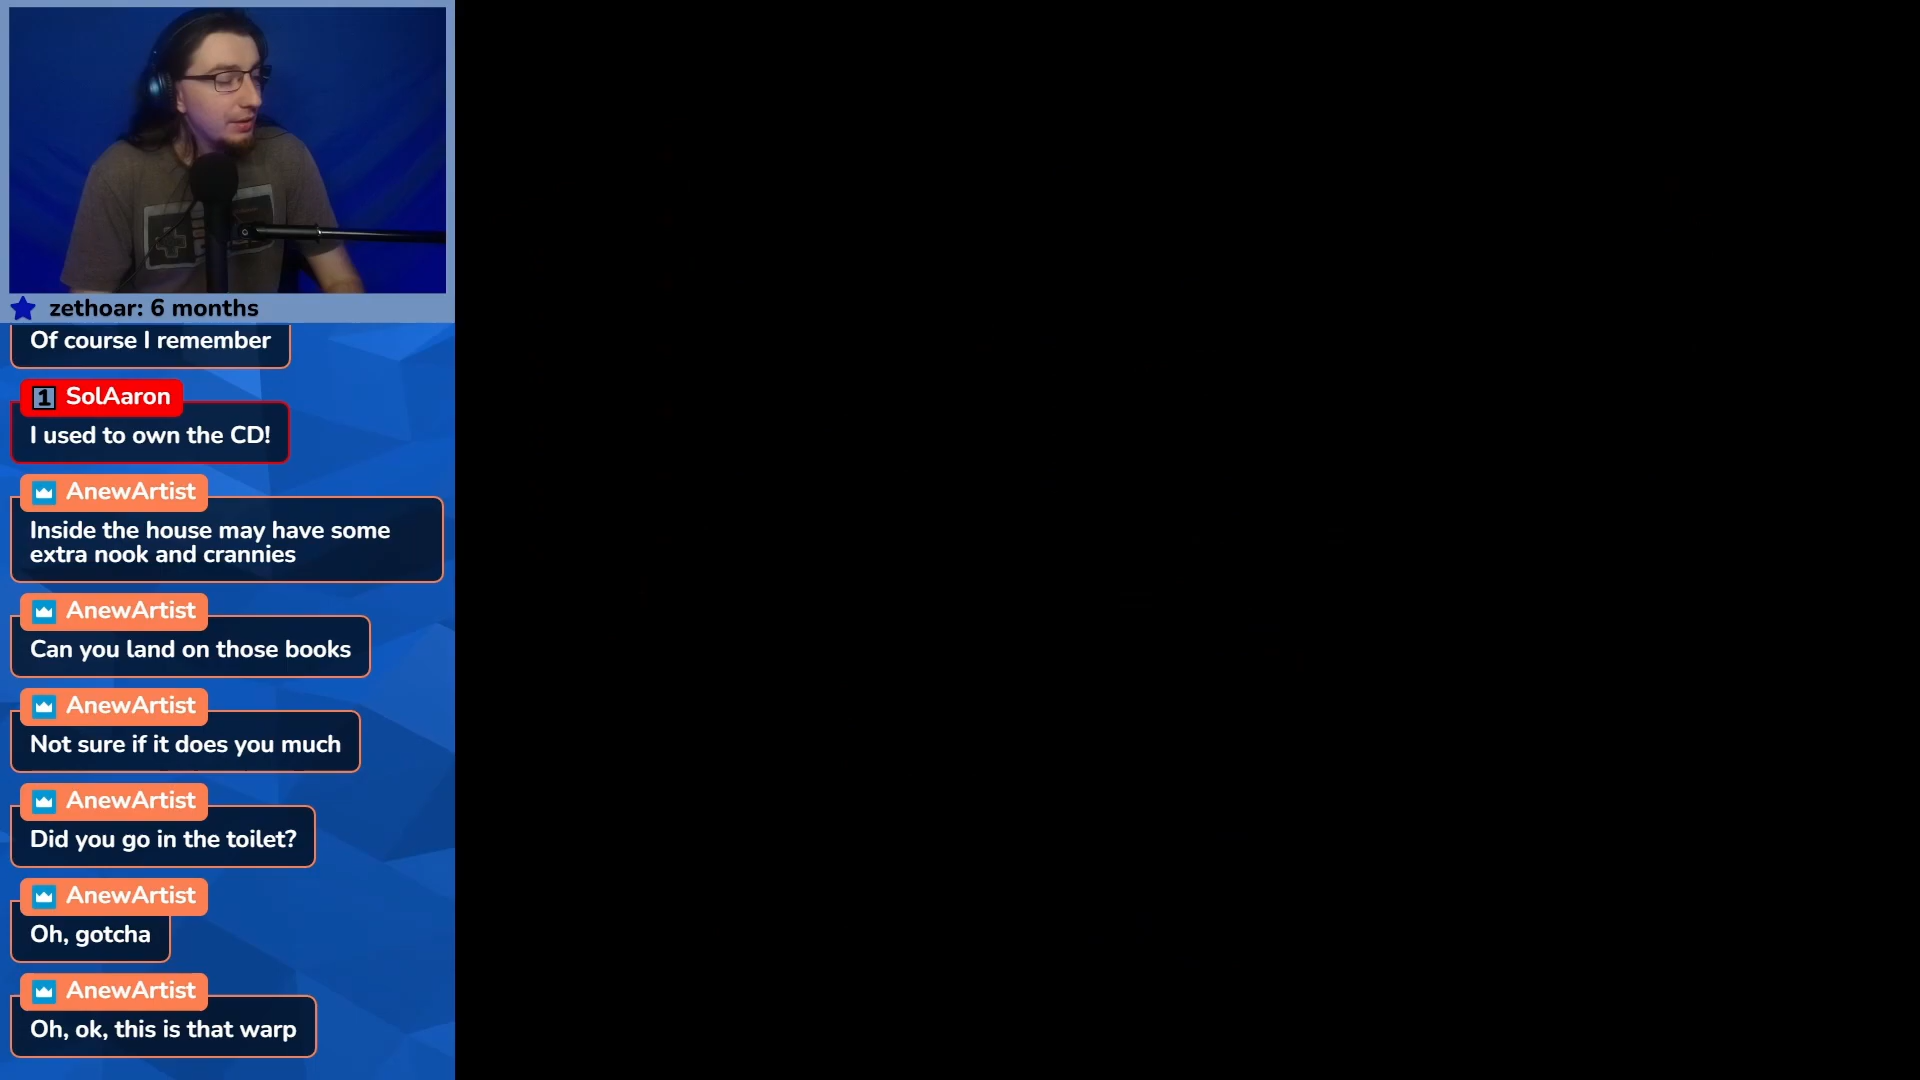 zethoar: 6 months
Of course I remember
1 SolAaron
I used to own the CD!
AnewArtist
Inside the house may have some
extra nook and crannies
AnewArtist
Can you land on those books
AnewArtist
Not sure if it does you much
AnewArtist
Did you go in the toilet?
AnewArtist
Oh, gotcha
AnewArtist
Oh, ok, this is that warp